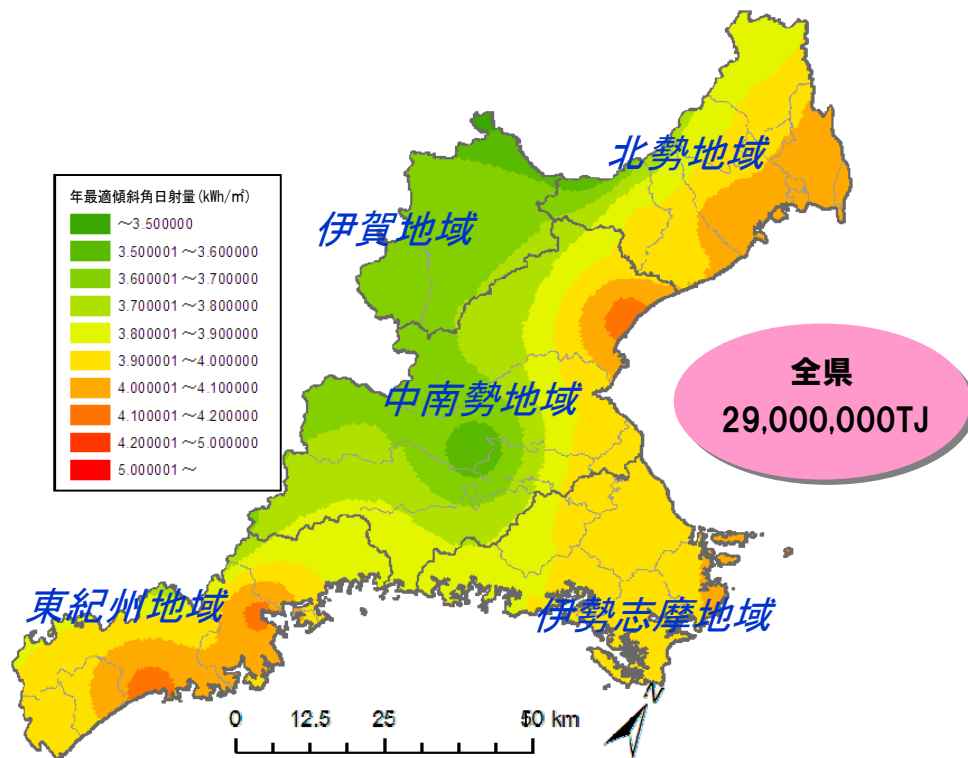 北勢地域
伊賀地域
年最適傾斜角日射量(kWh/㎡)
～3.500000
3.500001～3.600000
3.600001～3.700000
3.700001～3.800000
3.800001～3.900000
3.900001～4.000000
4.000001～4.100000
4.100001～4.200000
4.200001～5.000000
5.000001～
全県
29,000,000TJ
中南勢地域
東紀州地域
伊勢志摩地域
N
0 12.5 25 50 km